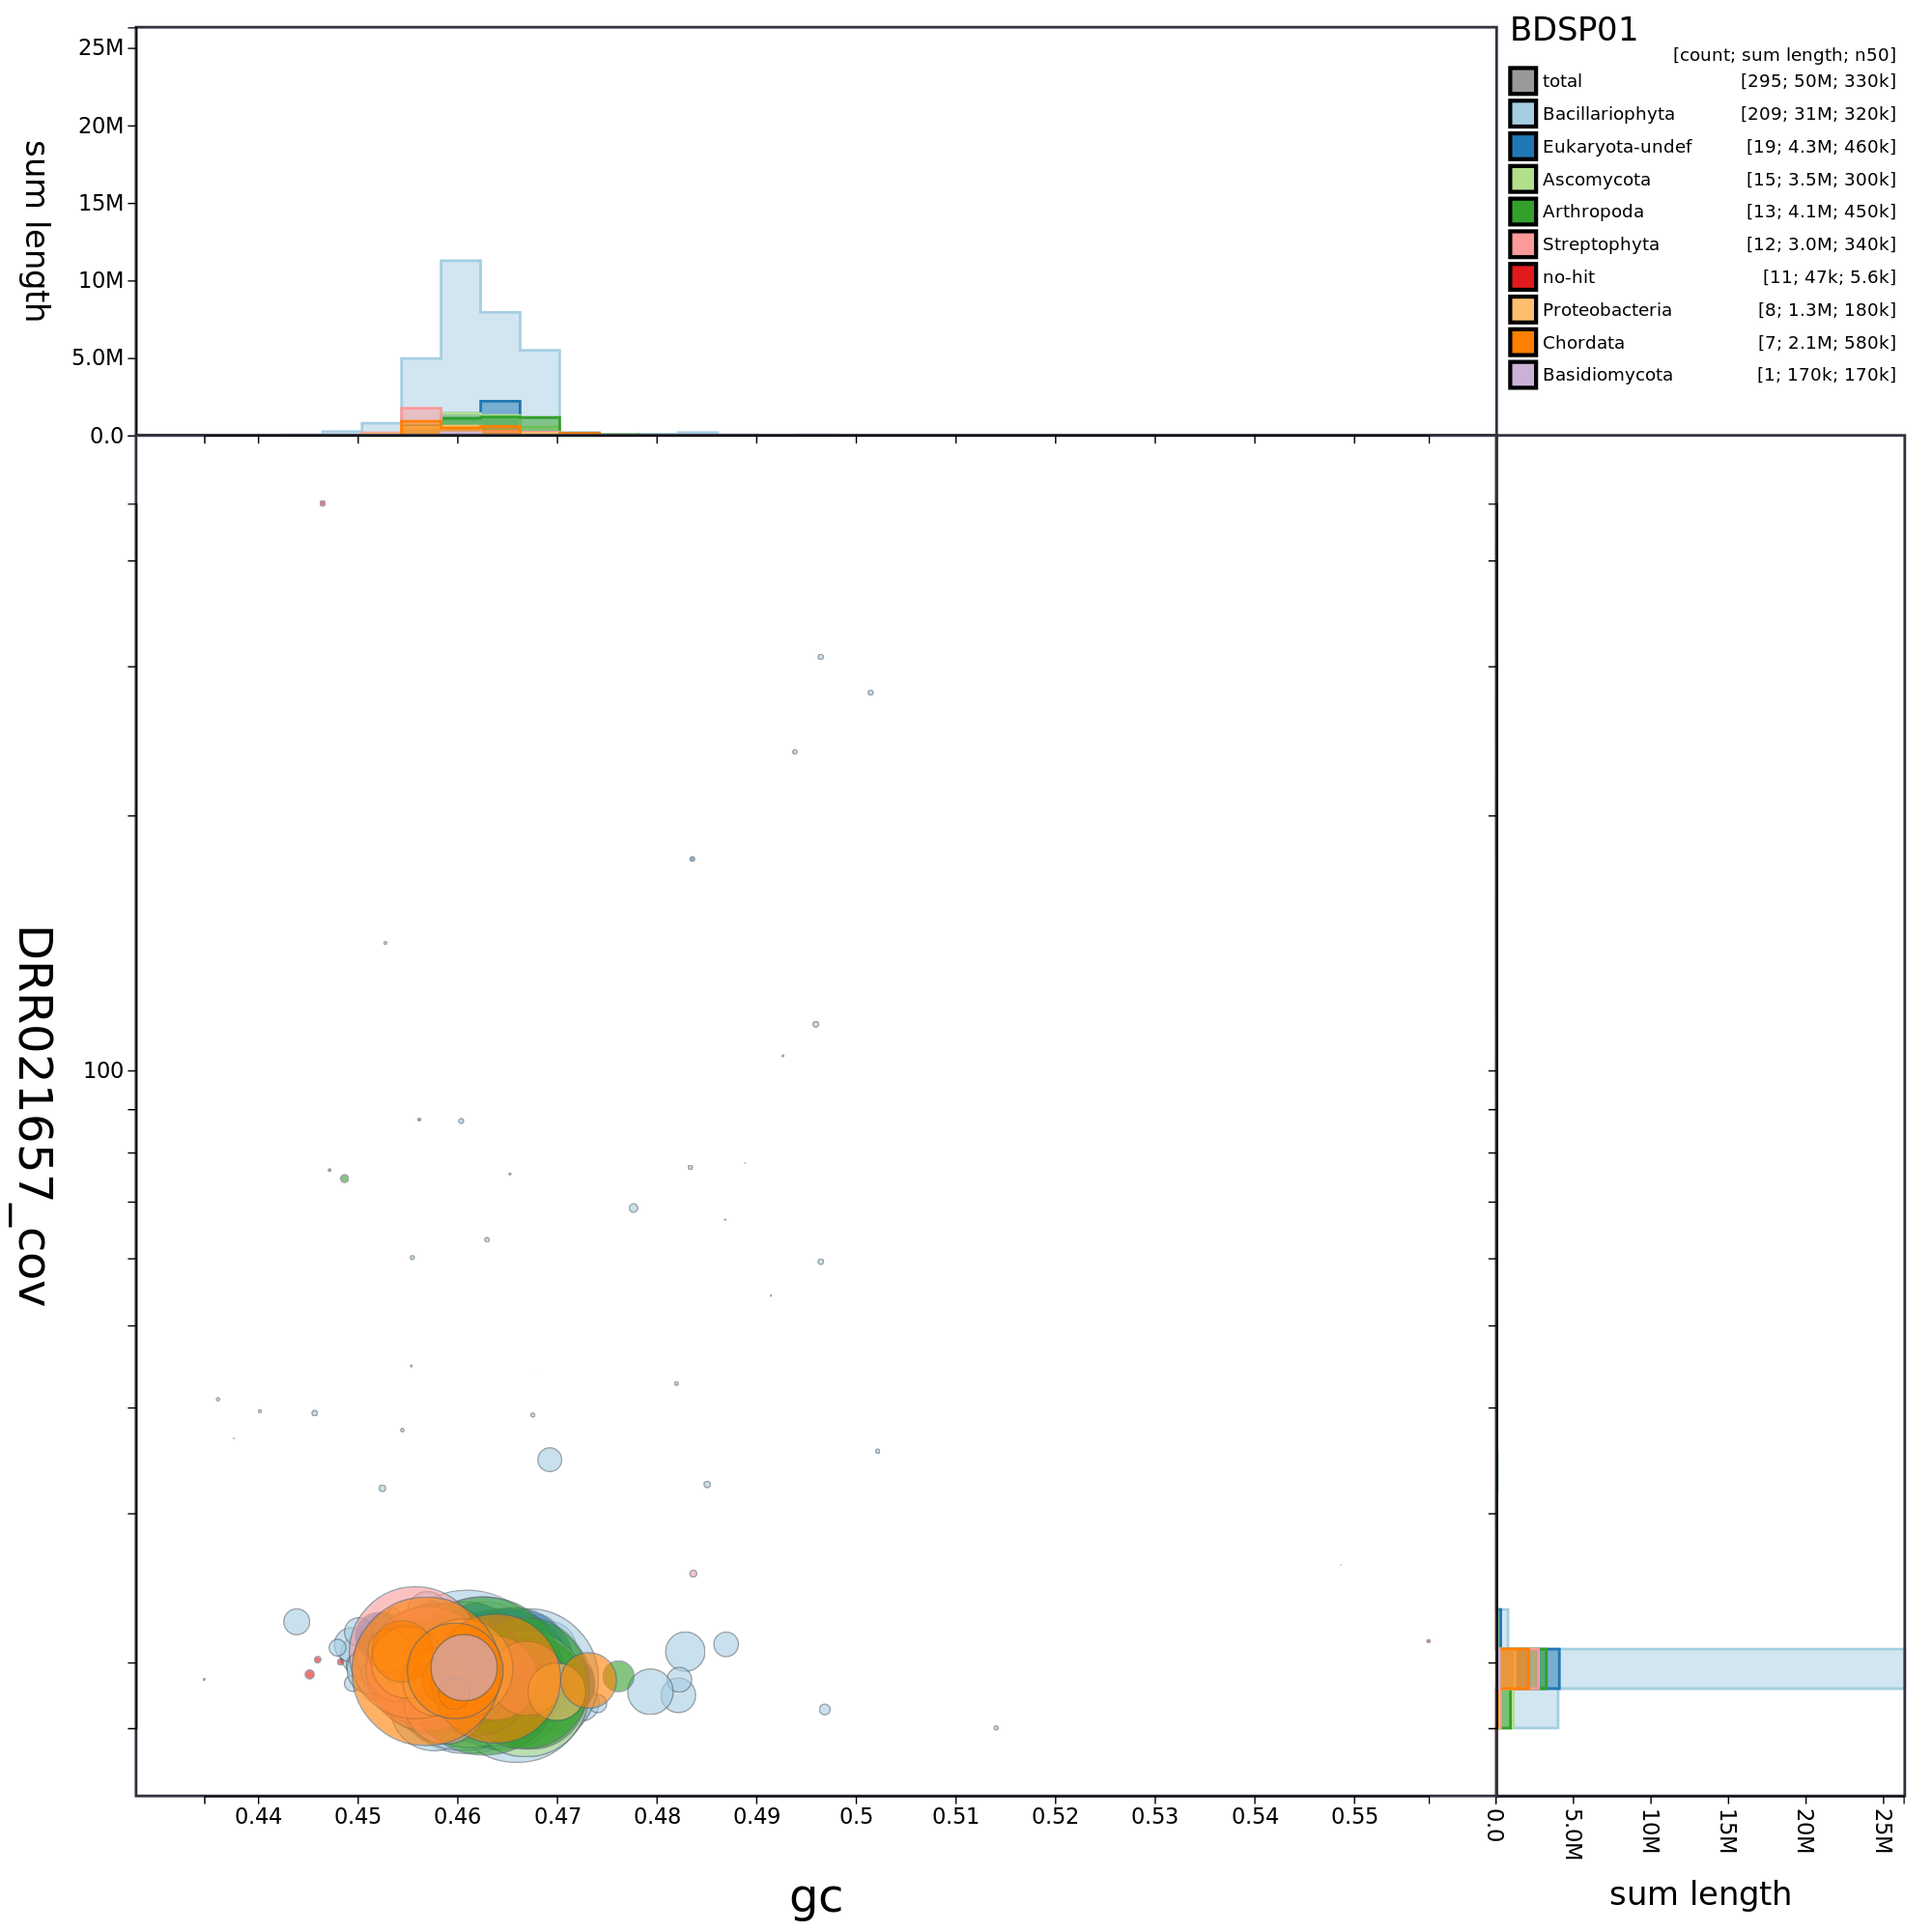 BDSP01
[count; sum length; n50]
total [295; 50M; 330k]
Bacillariophyta [209; 31M; 320k]
Eukaryota-undef [19; 4.3M; 460k]
Ascomycota [15; 3.5M; 300k]
Arthropoda [13; 4.1M; 450k]
Streptophyta [12; 3.0M; 340k]
no-hit [11; 47k; 5.6k]
Proteobacteria [8; 1.3M; 180k]
Chordata [7; 2.1M; 580k]
Basidiomycota [1; 170k; 170k]
sum length
25M
20M
15M
10M
5.0M
0.0
DRR021657_cov
100
0.44 0.45 0.46 0.47 0.48 0.49 0.5 0.51 0.52 0.53 0.54 0.55
gc
0.0 5.0M 10M 15M 20M 25M
sum length